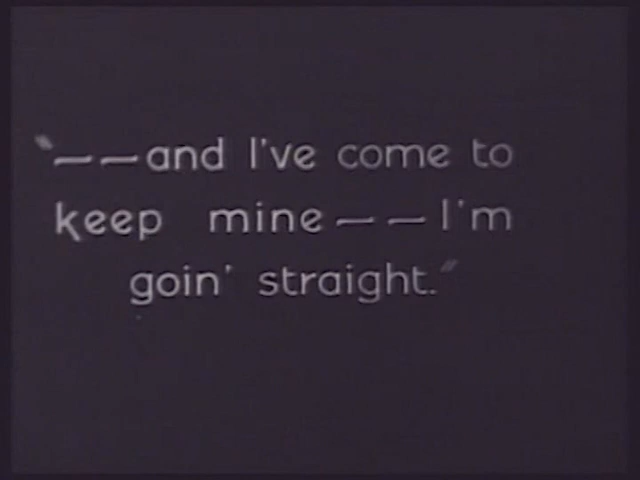 "——and I've come to
keep mine——I'm
goin' straight."